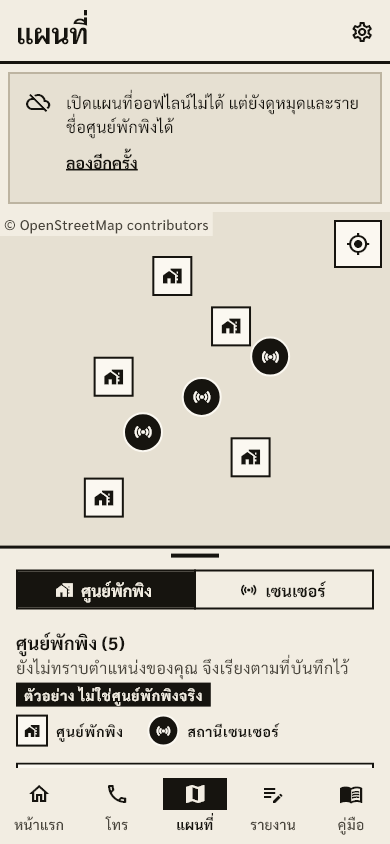 แผนที่
เปิดแผนที่ออฟไลน์ไม่ได้ แต่ยังดูหมุดและราย
ชื่อศูนย์พักพิงได้
ลองอีกครั้ง
© OpenStreetMap contributors
ศูนย์พักพิง
เซนเซอร์
ศูนย์พักพิง (5)
ยังไม่ทราบตำแหน่งของคุณ จึงเรียงตามที่บันทึกไว้
ตัวอย่าง ไม่ใช่ศูนย์พักพิงจริง
ศูนย์พักพิง
สถานีเซนเซอร์
หน้าแรก
โทร
แผนที่
รายงาน
คู่มือ